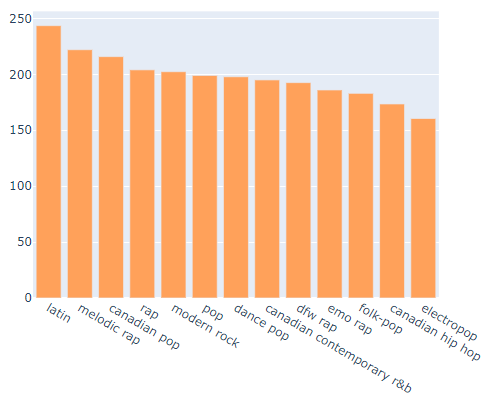 250
200
150
100
50
0
latin
melodic rap
canadian pop
rap
modern rock
pop
dance pop
canadian contemporary r&b
dfw rap
emo rap
folk-pop
canadian hip hop
electropop